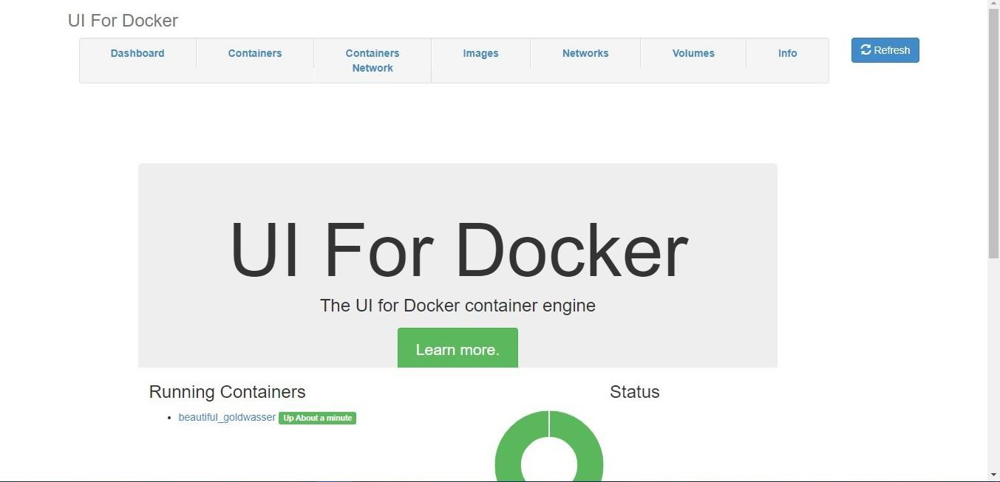 UI For Docker
Dashboard Containers Containers Images Networks Volumes Info Refresh
Network
UI For Docker
The UI for Docker container engine
Learn more.
Running Containers Status
beautiful_goldwasser Up About a minute